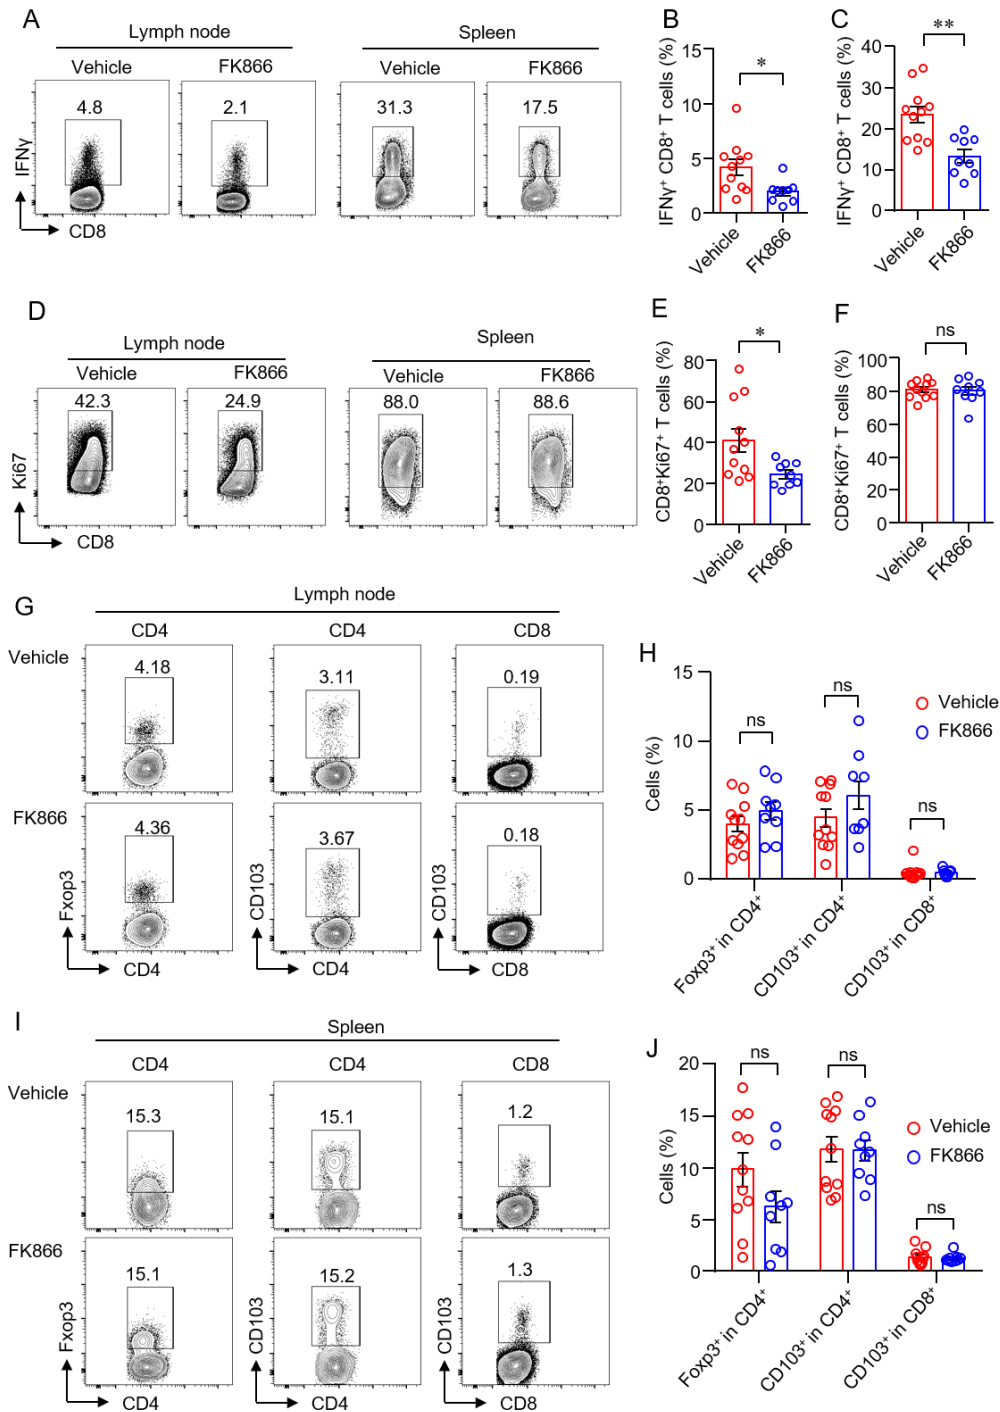 A
Lymph node
Spleen
Vehicle
FK866
Vehicle
FK866
4.8
2.1
31.3
17.5
IFNγ
CD8
B
IFNγ⁺ CD8⁺ T cells (%)
15
10
5
0
*
Vehicle
FK866
C
IFNγ⁺ CD8⁺ T cells (%)
40
30
20
10
0
**
Vehicle
FK866
D
Lymph node
Spleen
Vehicle
FK866
Vehicle
FK866
42.3
24.9
88.0
88.6
Ki67
CD8
E
CD8⁺Ki67⁺ T cells (%)
80
60
40
20
0
*
Vehicle
FK866
F
CD8⁺Ki67⁺ T cells (%)
100
80
60
40
20
0
ns
Vehicle
FK866
G
Lymph node
CD4
CD4
CD8
Vehicle
4.18
3.11
0.19
FK866
4.36
3.67
0.18
Fxop3
CD103
CD103
CD4
CD4
CD8
H
Cells (%)
15
10
5
0
ns
ns
ns
Vehicle
FK866
Foxp3⁺ in CD4⁺
CD103⁺ in CD4⁺
CD103⁺ in CD8⁺
I
Spleen
CD4
CD4
CD8
Vehicle
15.3
15.1
1.2
FK866
15.1
15.2
1.3
Fxop3
CD103
CD103
CD4
CD4
CD8
J
Cells (%)
20
15
10
5
0
ns
ns
ns
Vehicle
FK866
Foxp3⁺ in CD4⁺
CD103⁺ in CD4⁺
CD103⁺ in CD8⁺